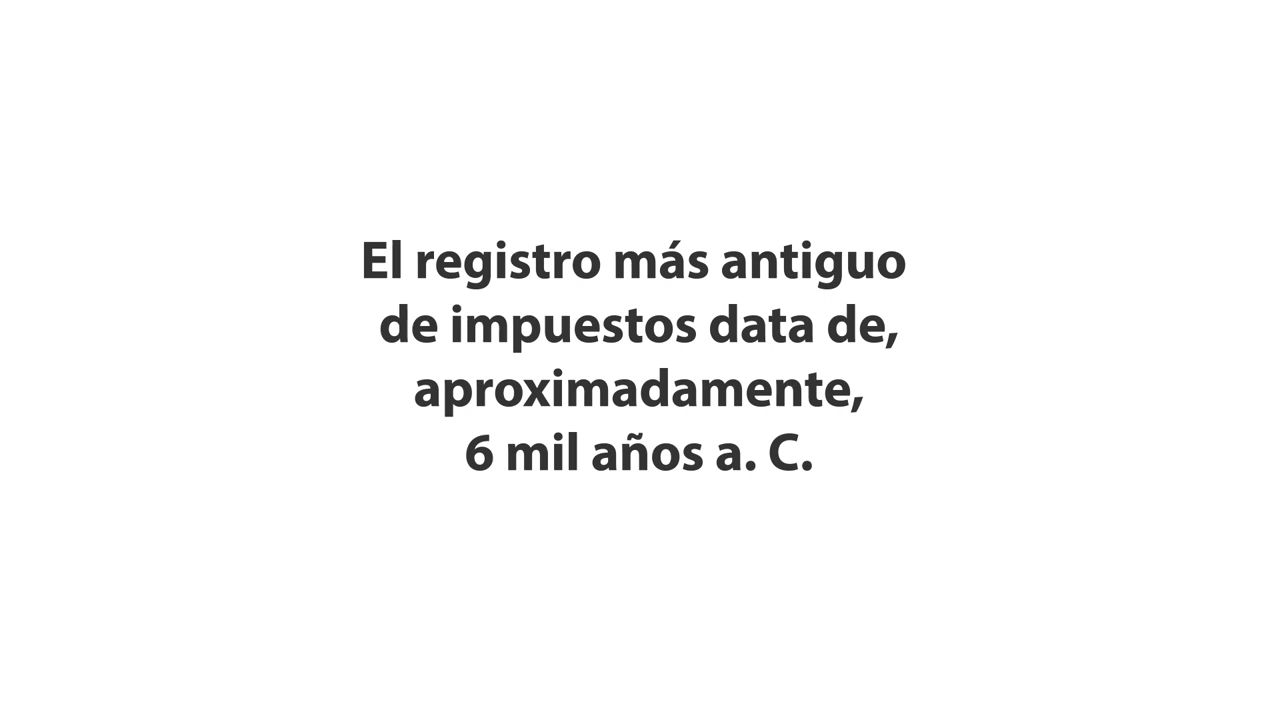 El registro más antiguo
de impuestos data de,
aproximadamente,
6 mil años a. C.